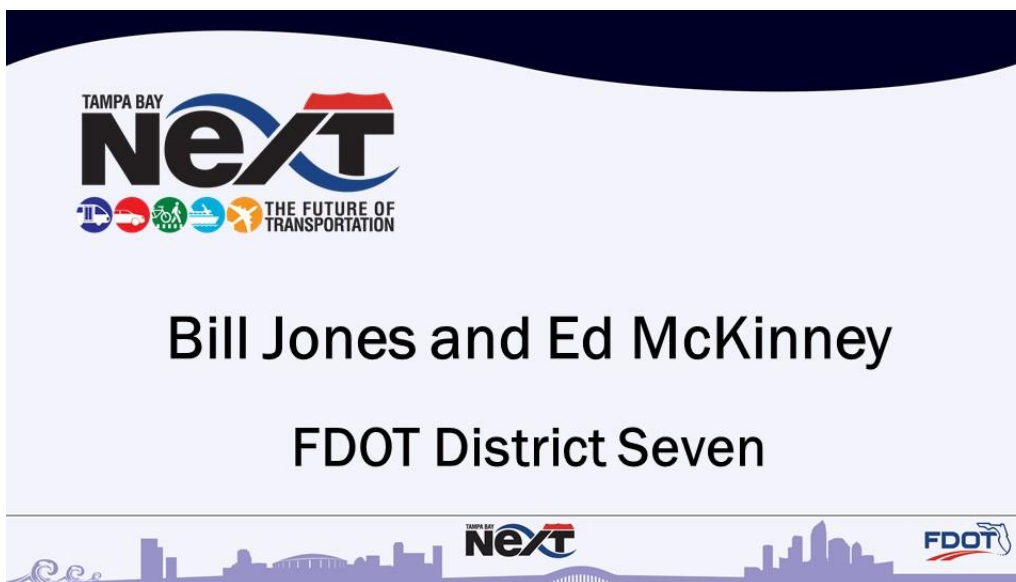 TAMPA BAY
NeXT
THE FUTURE OF
TRANSPORTATION
Bill Jones and Ed McKinney
FDOT District Seven
TAMPA BAY
NeXT
FDOT